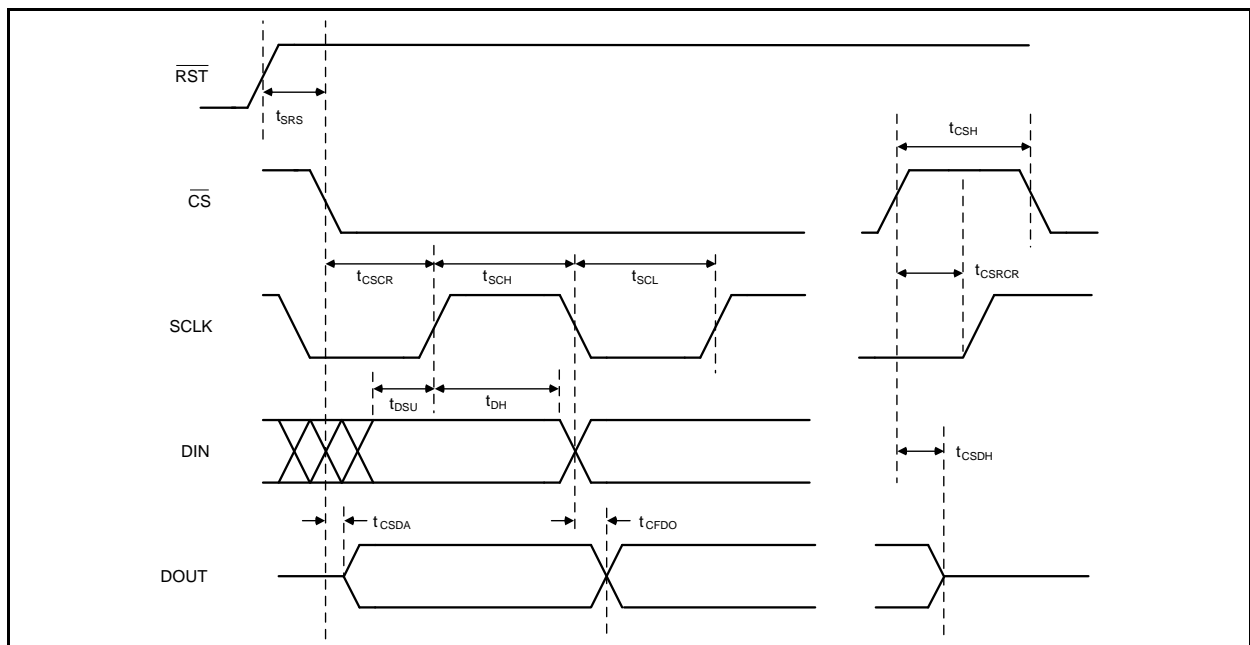 RST
tSRS
tCSH
CS
tCSCR
tSCH
tSCL
tCSRCR
SCLK
tDSU
tDH
DIN
tCSDH
tCSDA
tCFDO
DOUT